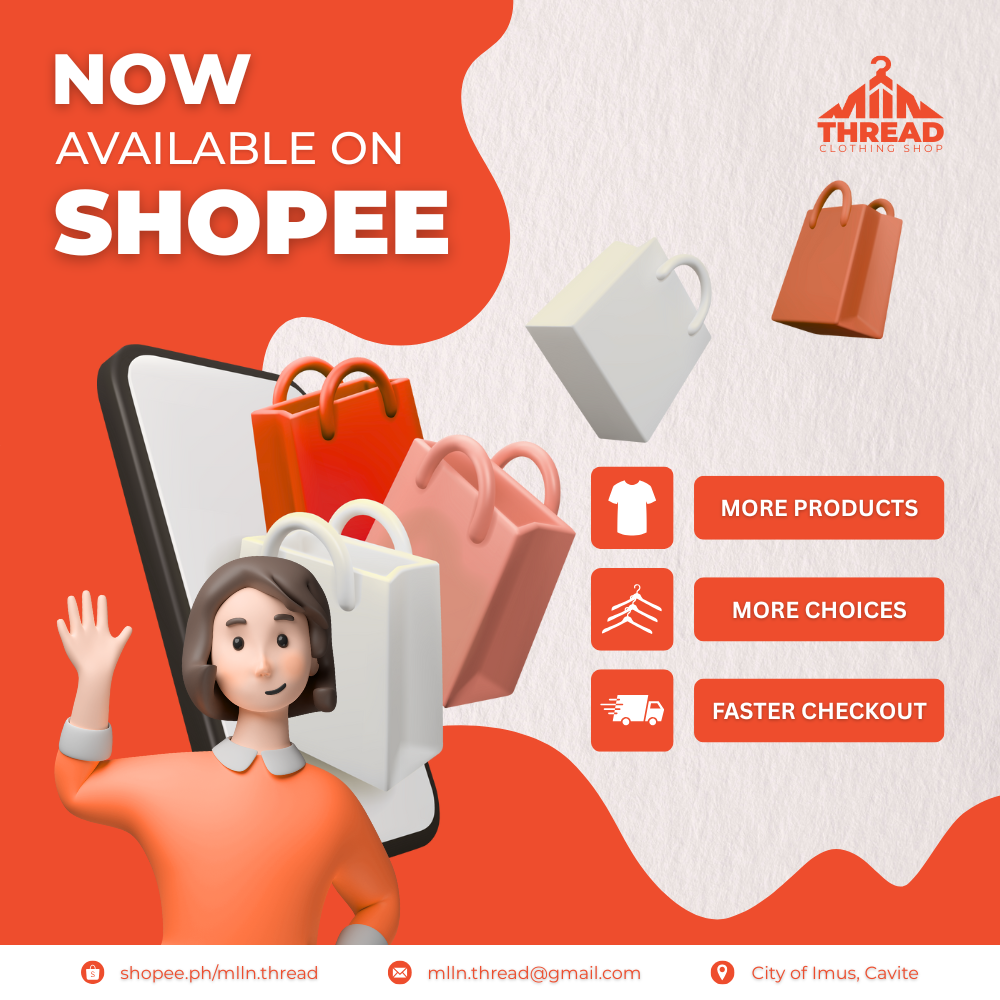 NOW
AVAILABLE ON
SHOPEE
MLLN
THREAD
CLOTHING SHOP
MORE PRODUCTS
MORE CHOICES
FASTER CHECKOUT
shopee.ph/mlln.thread
mlln.thread@gmail.com
City of Imus, Cavite